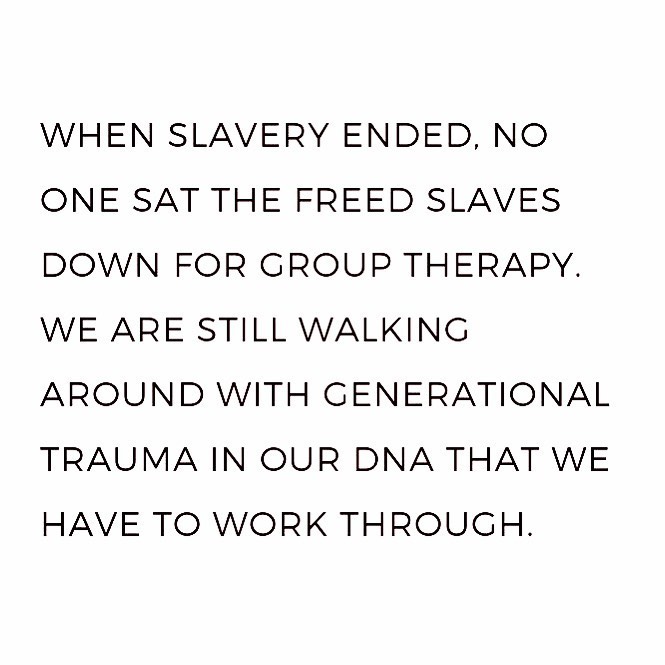 WHEN SLAVERY ENDED, NO
ONE SAT THE FREED SLAVES
DOWN FOR GROUP THERAPY.
WE ARE STILL WALKING
AROUND WITH GENERATIONAL
TRAUMA IN OUR DNA THAT WE
HAVE TO WORK THROUGH.